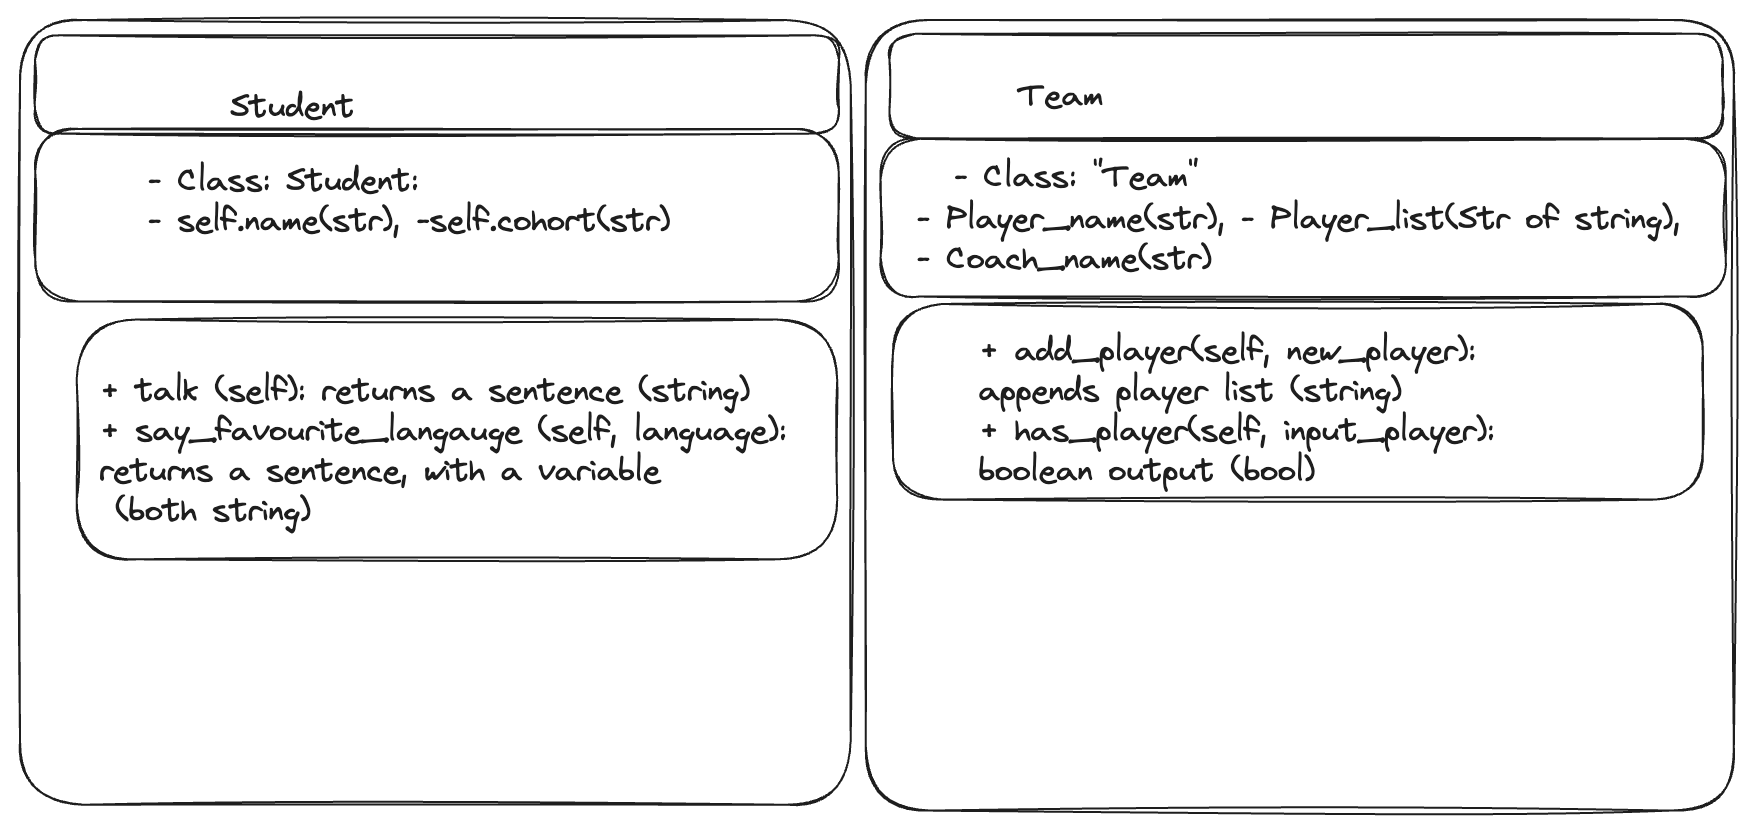 Student
- Class: Student:
- self.name(str), -self.cohort(str)
+ talk (self): returns a sentence (string)
+ say_favourite_langauge (self, language):
returns a sentence, with a variable
(both string)
Team
- Class: "Team"
- Player_name(str), - Player_list(Str of string),
- Coach_name(str)
+ add_player(self, new_player):
appends player list (string)
+ has_player(self, input_player):
boolean output (bool)